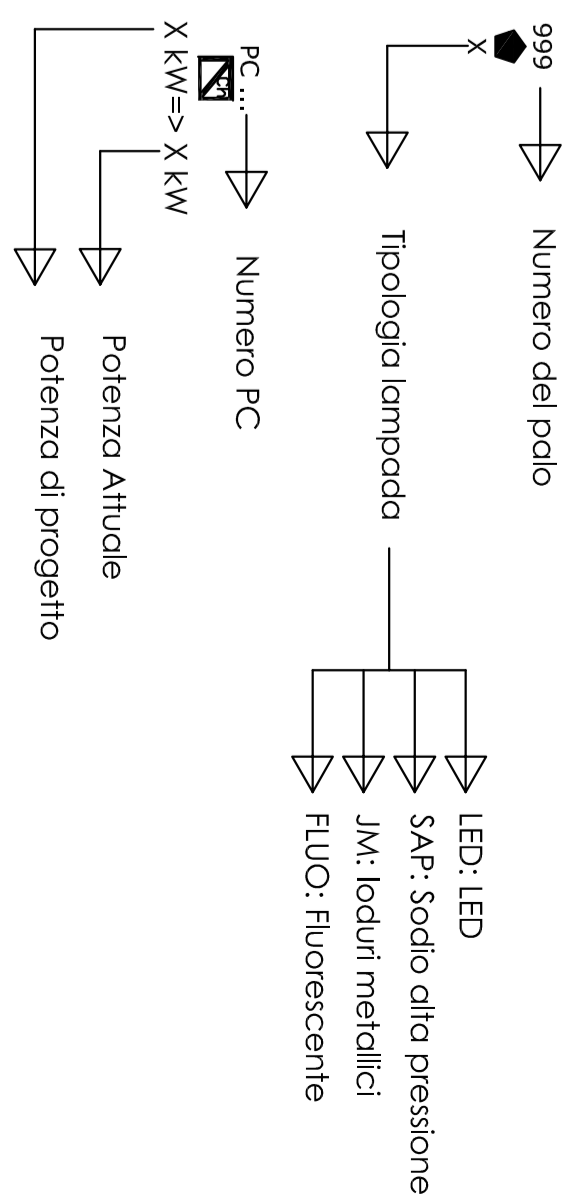 999
Numero del palo
X
Tipologia lampada
LED: LED
SAP: Sodio alta pressione
JM: Ioduri metallici
FLUO: Fluorescente
PC ...
Numero PC
ch
X kW=> X kW
Potenza Attuale
Potenza di progetto